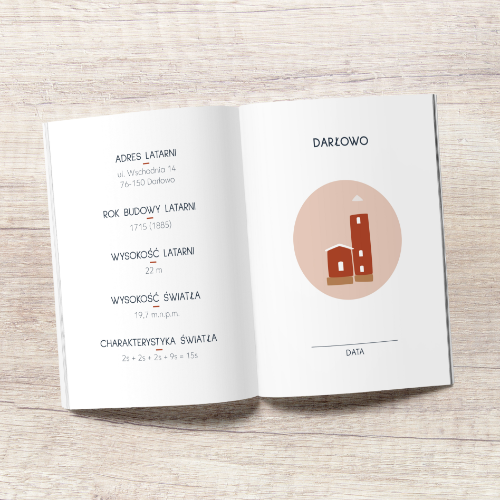 ADRES LATARNI
ul. Wschodnia 14
76-150 Darłowo
ROK BUDOWY LATARNI
1715 (1885)
WYSOKOŚĆ LATARNI
22 m
WYSOKOŚĆ ŚWIATŁA
19,7 m.n.p.m.
CHARAKTERYSTYKA ŚWIATŁA
2s + 2s + 2s + 9s = 15s
DARŁOWO
DATA